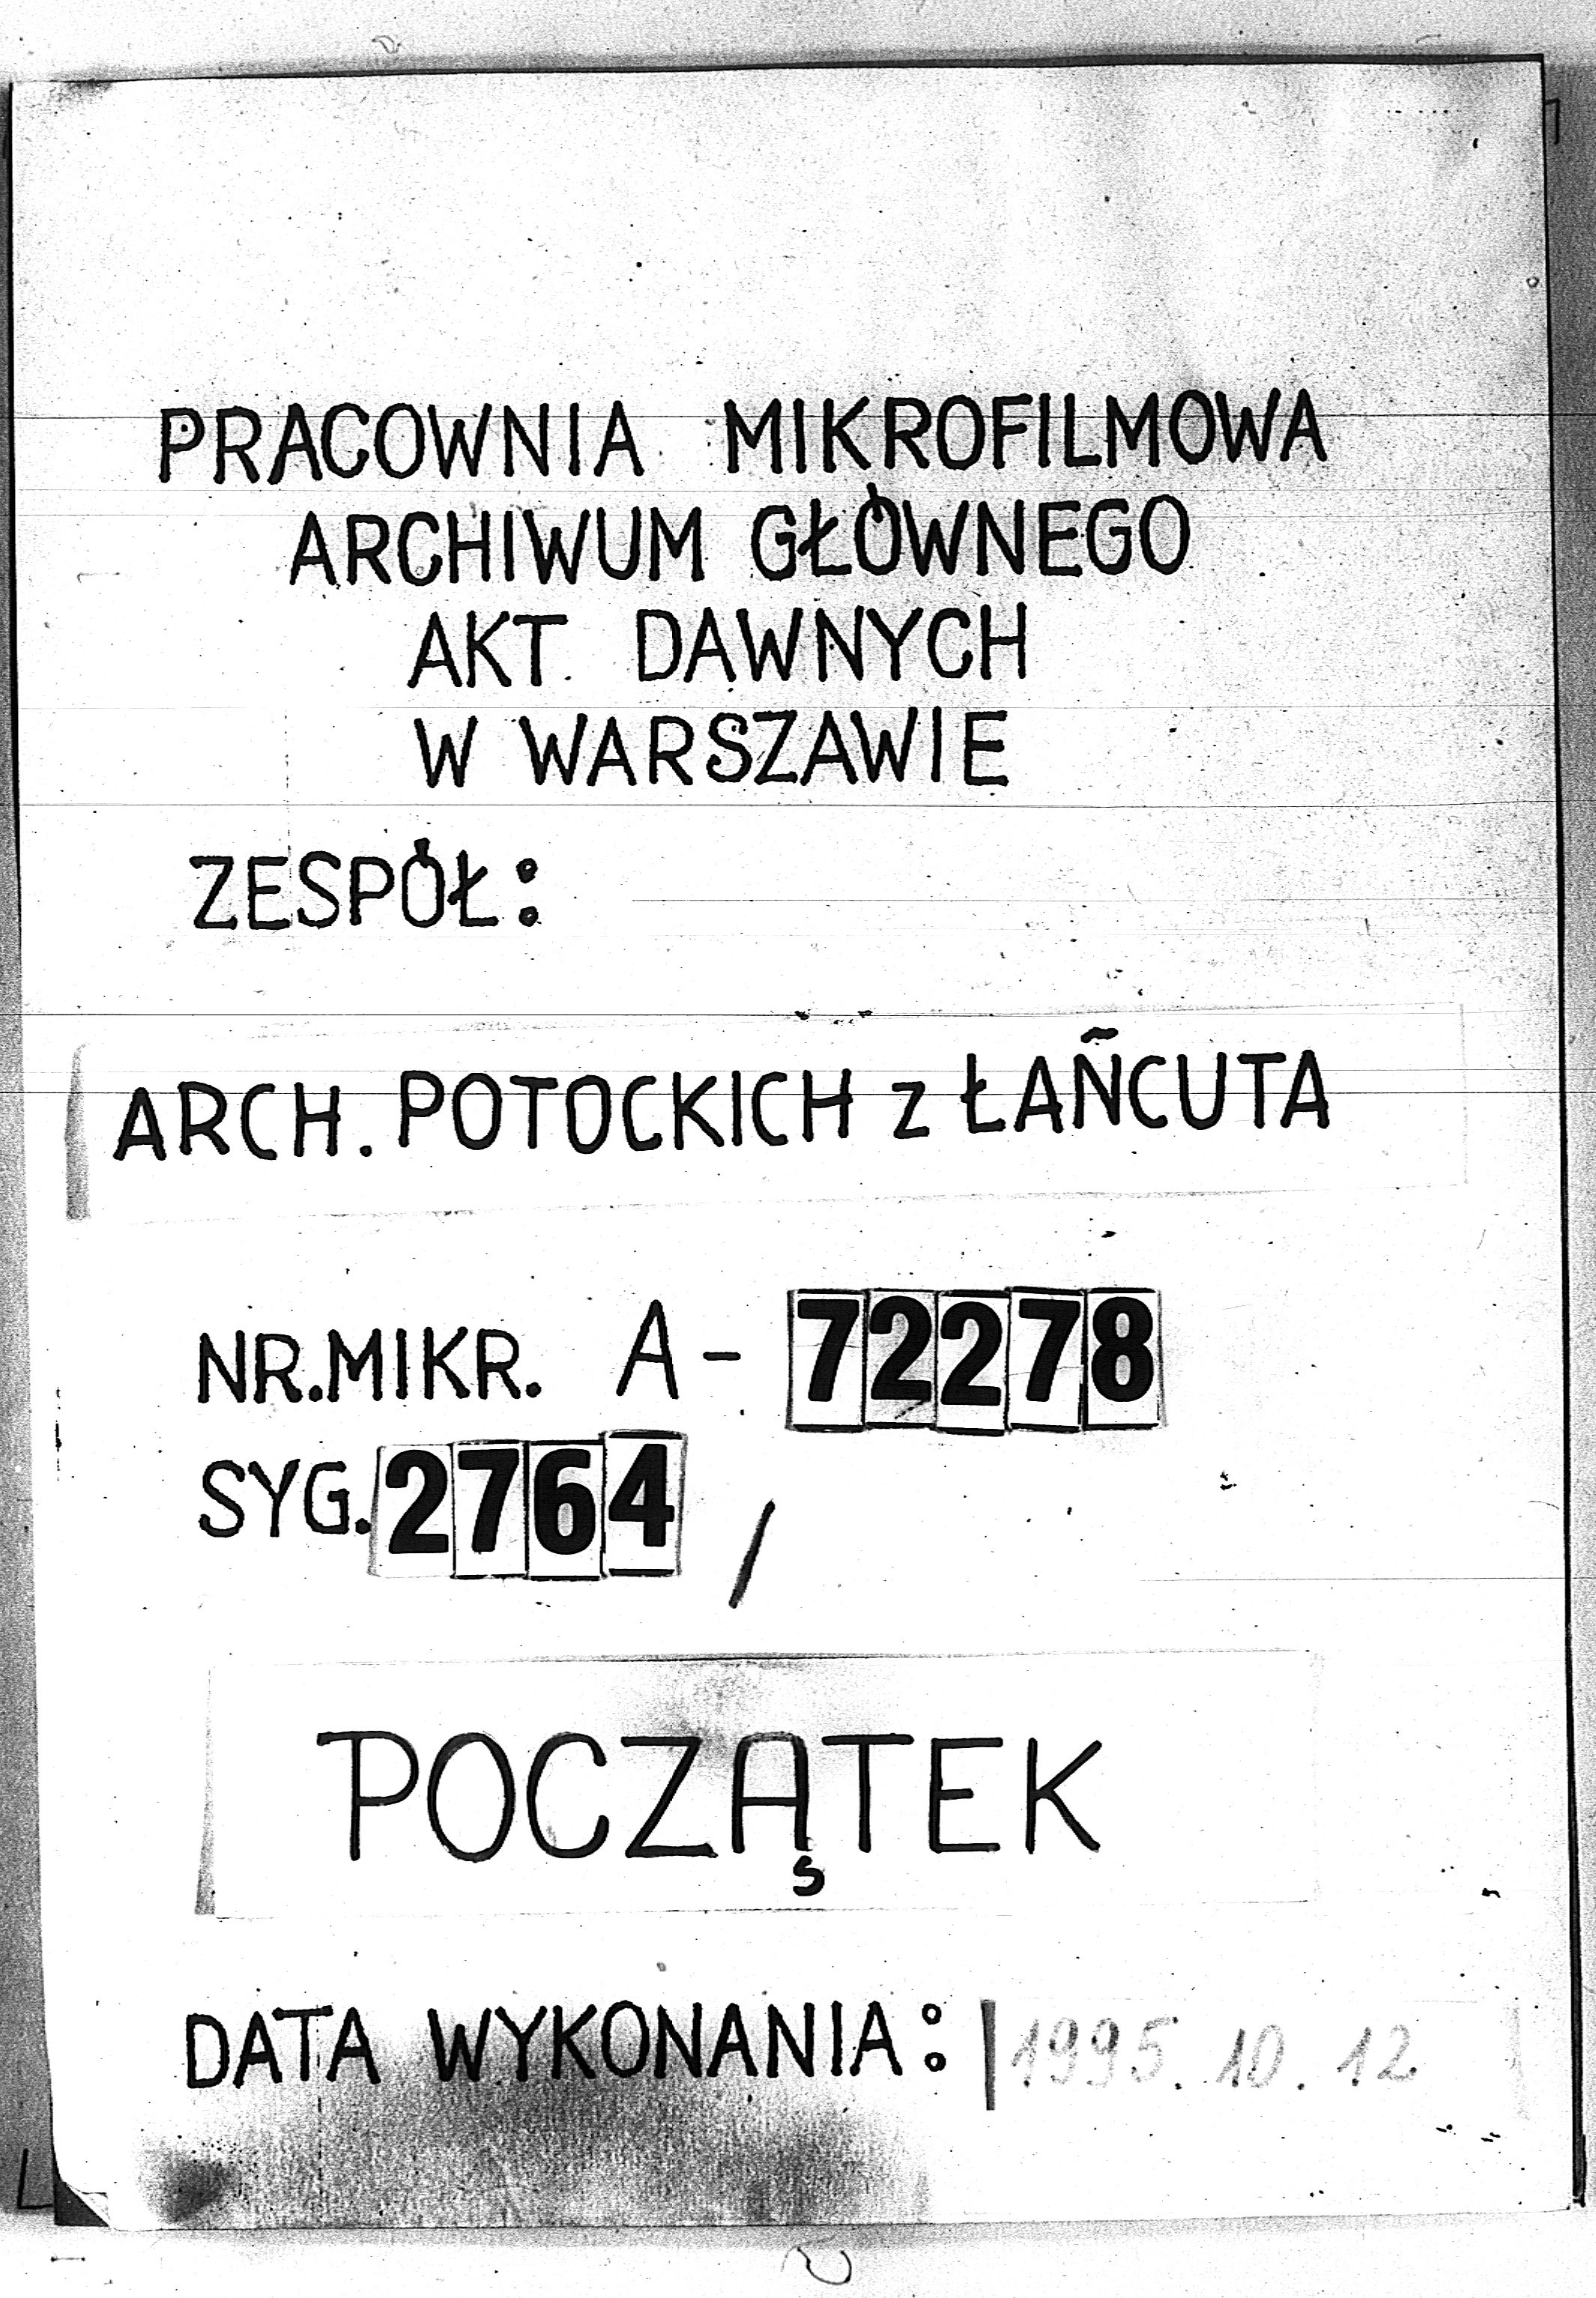 PRACOWNIA MIKROFILMOWA
ARCHIWUM GŁÓWNEGO
AKT DAWNYCH
W WARSZAWIE
ZESPÓŁ:
ARCH. POTOCKICH z ŁAŃCUTA
NR.MIKR. A-72278
SYG. 2764 /
POCZĄTEK
DATA WYKONANIA: 1995.10.12